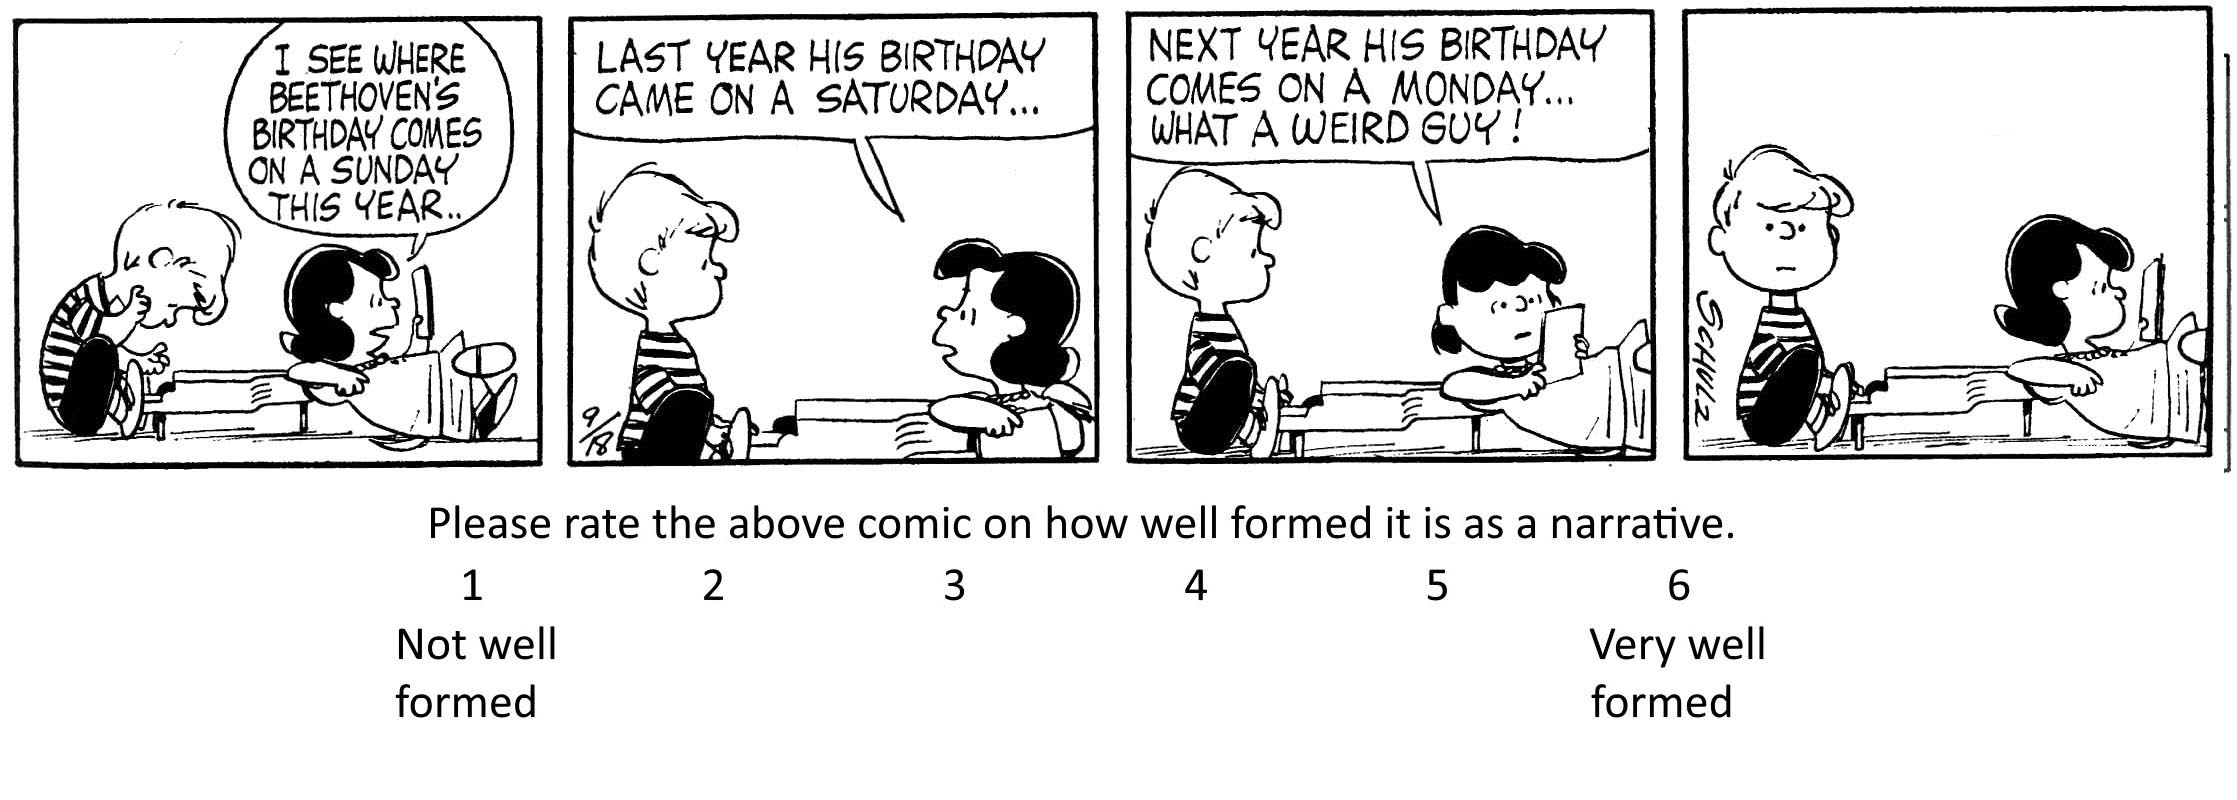 I SEE WHERE
BEETHOVEN'S
BIRTHDAY COMES
ON A SUNDAY
THIS YEAR..
LAST YEAR HIS BIRTHDAY
CAME ON A SATURDAY...
9/18
NEXT YEAR HIS BIRTHDAY
COMES ON A MONDAY...
WHAT A WEIRD GUY!
SCHULZ
Please rate the above comic on how well formed it is as a narrative.
1 2 3 4 5 6
Not well
formed
Very well
formed